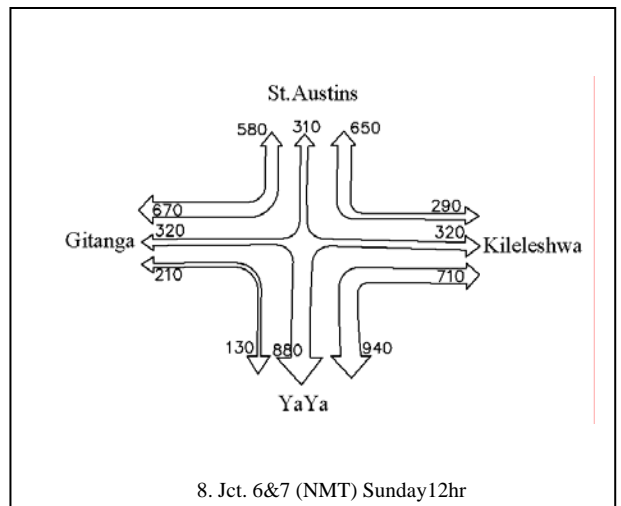 St.Austins
580 310 650
670 290
Gitanga 320 320 Kileleshwa
210 710
130 880 940
YaYa
8. Jct. 6&7 (NMT) Sunday12hr